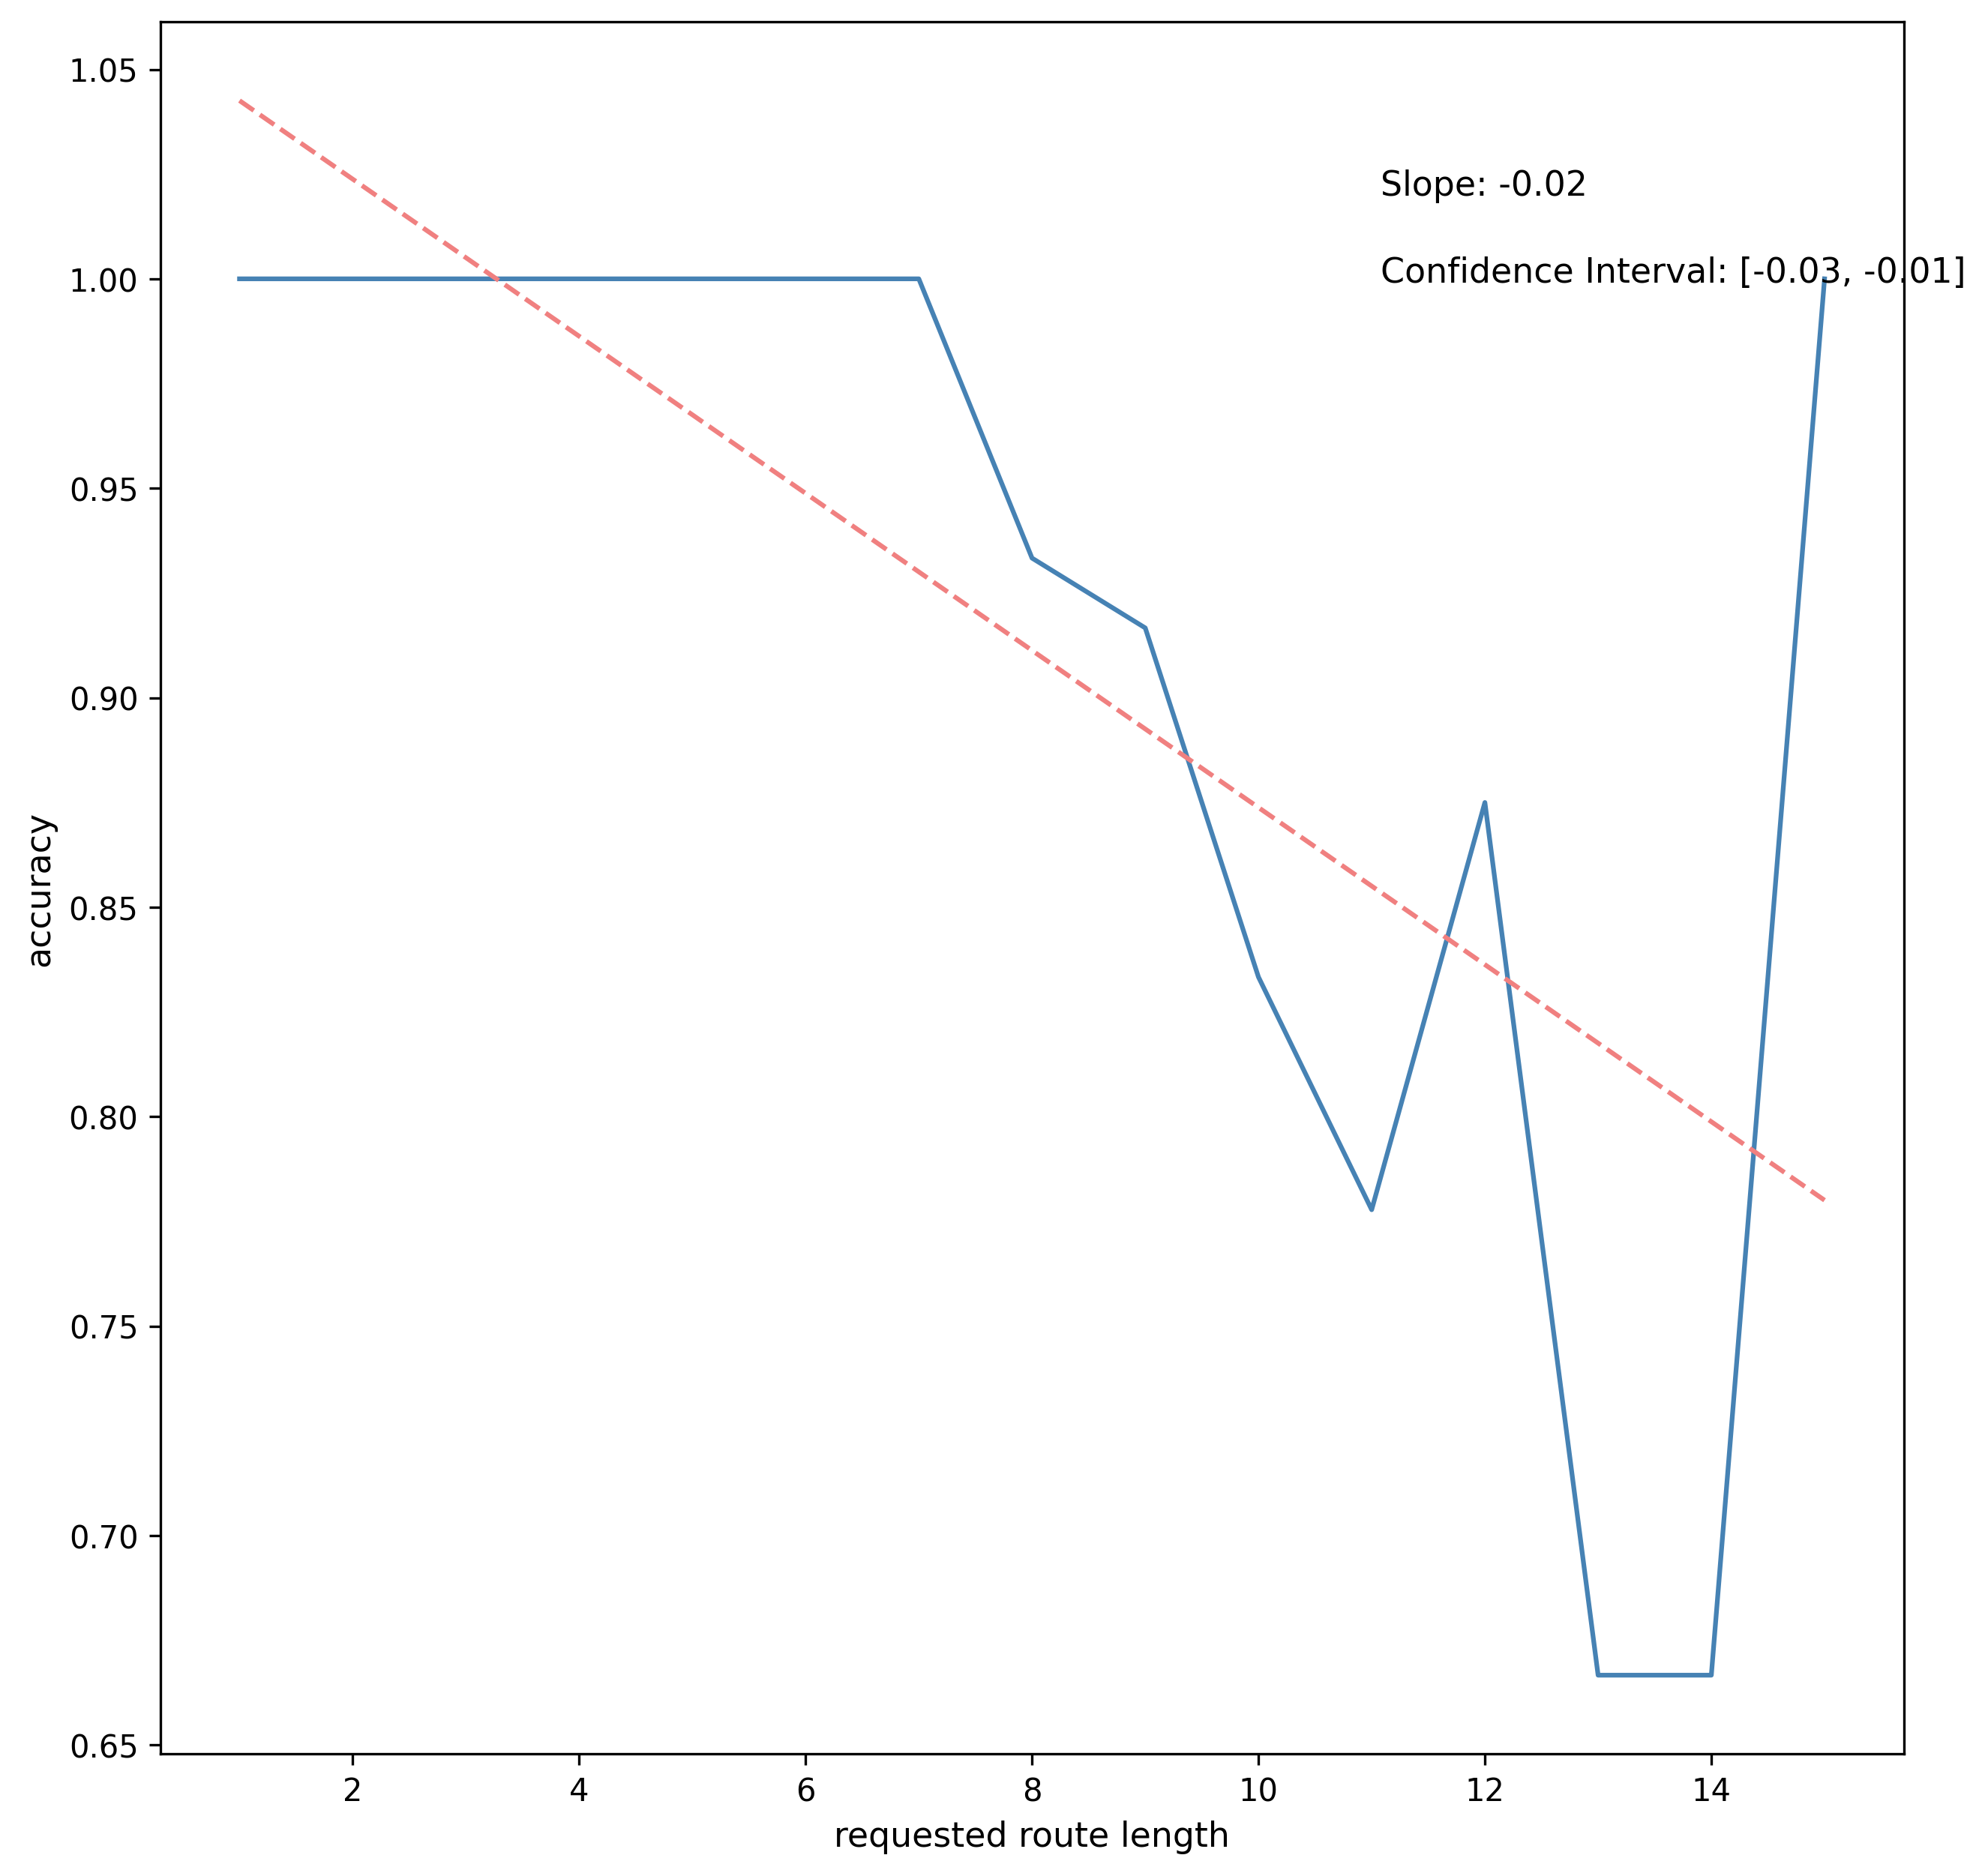 1.05
1.00
0.95
0.90
0.85
0.80
0.75
0.70
0.65
accuracy
Slope: -0.02
Confidence Interval: [-0.03, -0.01]
2 4 6 8 10 12 14
requested route length